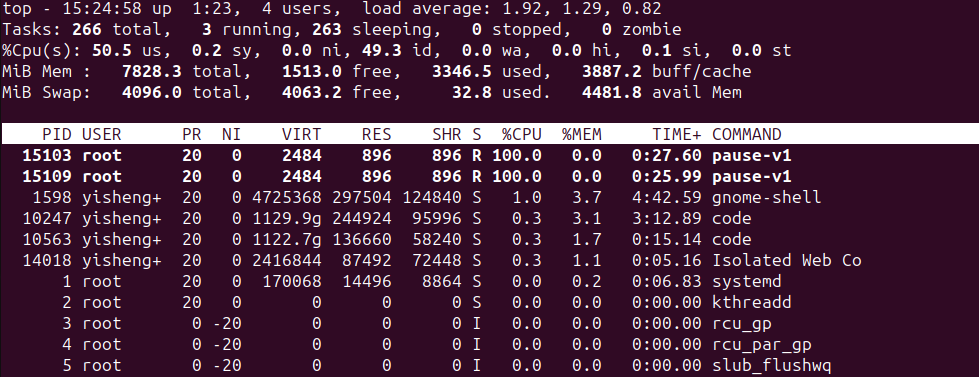 top - 15:24:58 up  1:23,  4 users,  load average: 1.92, 1.29, 0.82
Tasks: 266 total,   3 running, 263 sleeping,   0 stopped,   0 zombie
%Cpu(s): 50.5 us,  0.2 sy,  0.0 ni, 49.3 id,  0.0 wa,  0.0 hi,  0.1 si,  0.0 st
MiB Mem :   7828.3 total,   1513.0 free,   3346.5 used,   3887.2 buff/cache
MiB Swap:   4096.0 total,   4063.2 free,     32.8 used.   4481.8 avail Mem
PID USER      PR  NI    VIRT    RES    SHR S  %CPU  %MEM     TIME+ COMMAND
15103 root      20   0    2484    896    896 R 100.0   0.0   0:27.60 pause-v1
15109 root      20   0    2484    896    896 R 100.0   0.0   0:25.99 pause-v1
1598 yisheng+  20   0 4725368 297504 124840 S   1.0   3.7   4:42.59 gnome-shell
10247 yisheng+  20   0 1129.9g 244924  95996 S   0.3   3.1   3:12.89 code
10563 yisheng+  20   0 1122.7g 136660  58240 S   0.3   1.7   0:15.14 code
14018 yisheng+  20   0 2416844  87492  72448 S   0.3   1.1   0:05.16 Isolated Web Co
1 root      20   0  170068  14496   8864 S   0.0   0.2   0:06.83 systemd
2 root      20   0       0      0      0 S   0.0   0.0   0:00.00 kthreadd
3 root       0 -20       0      0      0 I   0.0   0.0   0:00.00 rcu_gp
4 root       0 -20       0      0      0 I   0.0   0.0   0:00.00 rcu_par_gp
5 root       0 -20       0      0      0 I   0.0   0.0   0:00.00 slub_flushwq